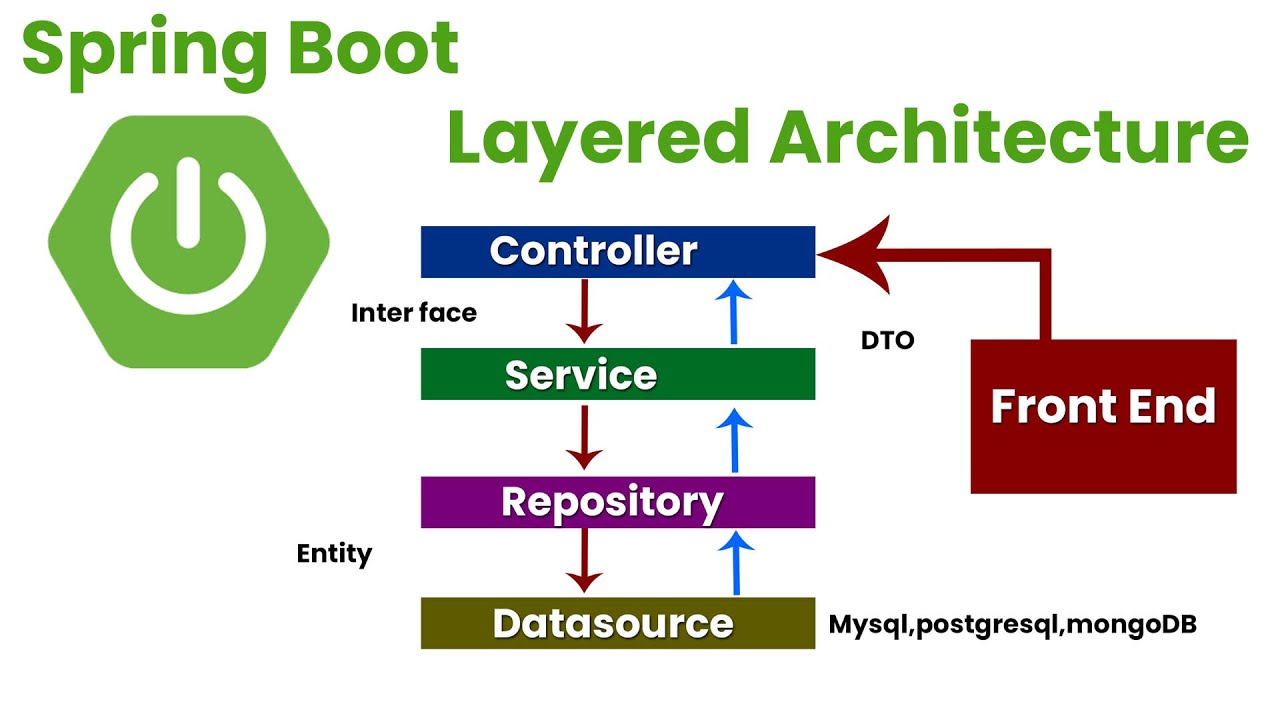 Spring Boot
Layered Architecture
Controller
Inter face
DTO
Service
Front End
Repository
Entity
Datasource
Mysql,postgresql,mongoDB